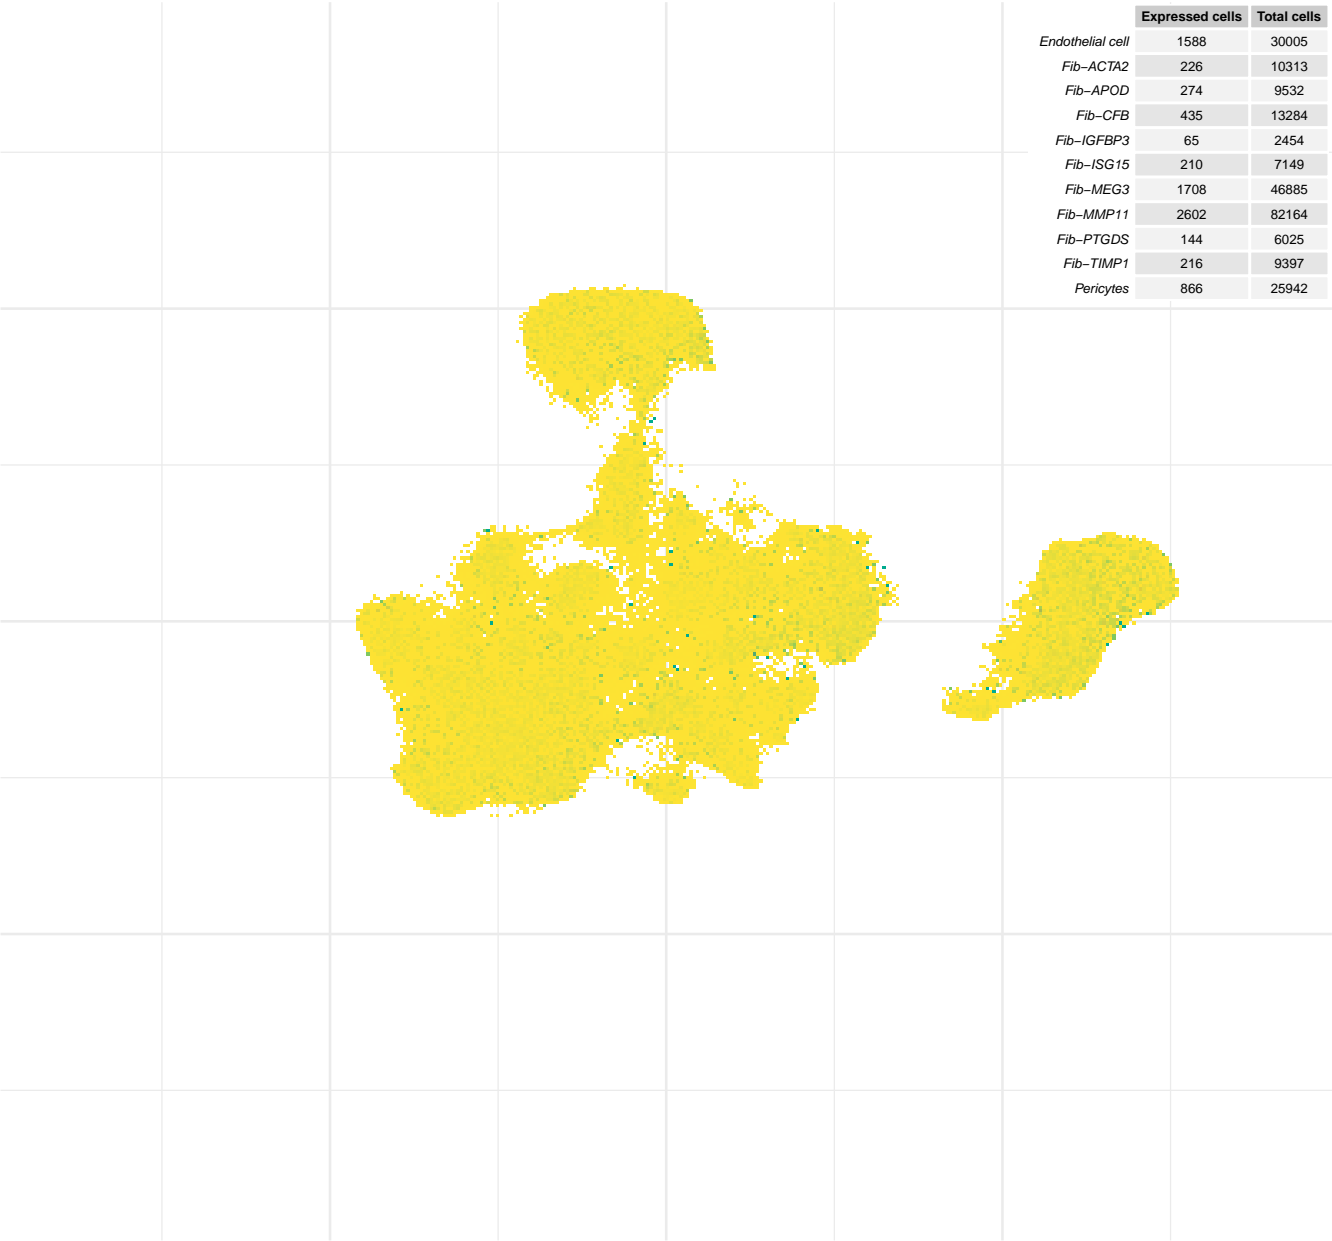 Expressed cells Total cells
Endothelial cell 1588 30005
Fib−ACTA2 226 10313
Fib−APOD 274 9532
Fib−CFB 435 13284
Fib−IGFBP3 65 2454
Fib−ISG15 210 7149
Fib−MEG3 1708 46885
Fib−MMP11 2602 82164
Fib−PTGDS 144 6025
Fib−TIMP1 216 9397
Pericytes 866 25942